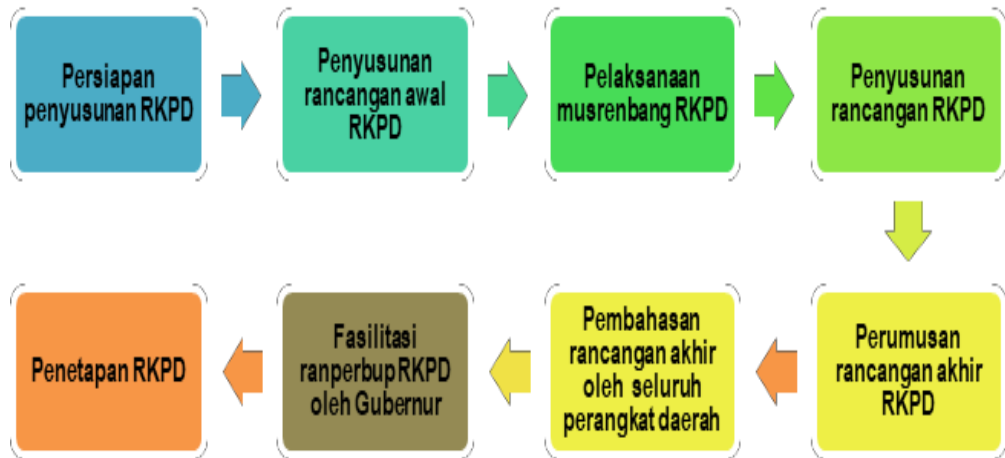 Persiapan
penyusunan RKPD
Penyusunan
rancangan awal
RKPD
Pelaksanaan
musrenbang RKPD
Penyusunan
rancangan RKPD
Perumusan
rancangan akhir
RKPD
Pembahasan
rancangan akhir
oleh seluruh
perangkat daerah
Fasilitasi
ranperbup RKPD
oleh Gubernur
Penetapan RKPD